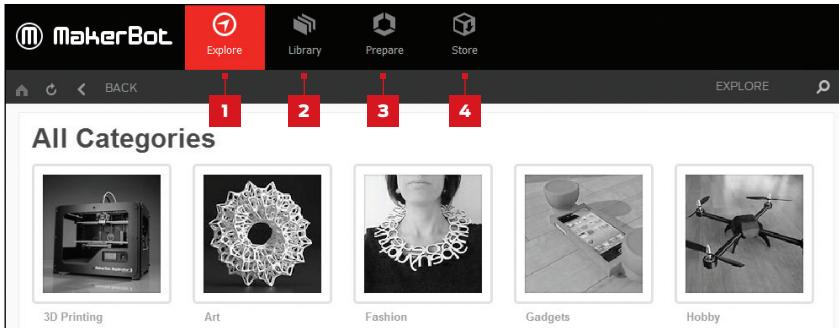 MakerBot
Explore
Library
Prepare
Store
BACK
EXPLORE
1
2
3
4
All Categories
3D Printing
Art
Fashion
Gadgets
Hobby